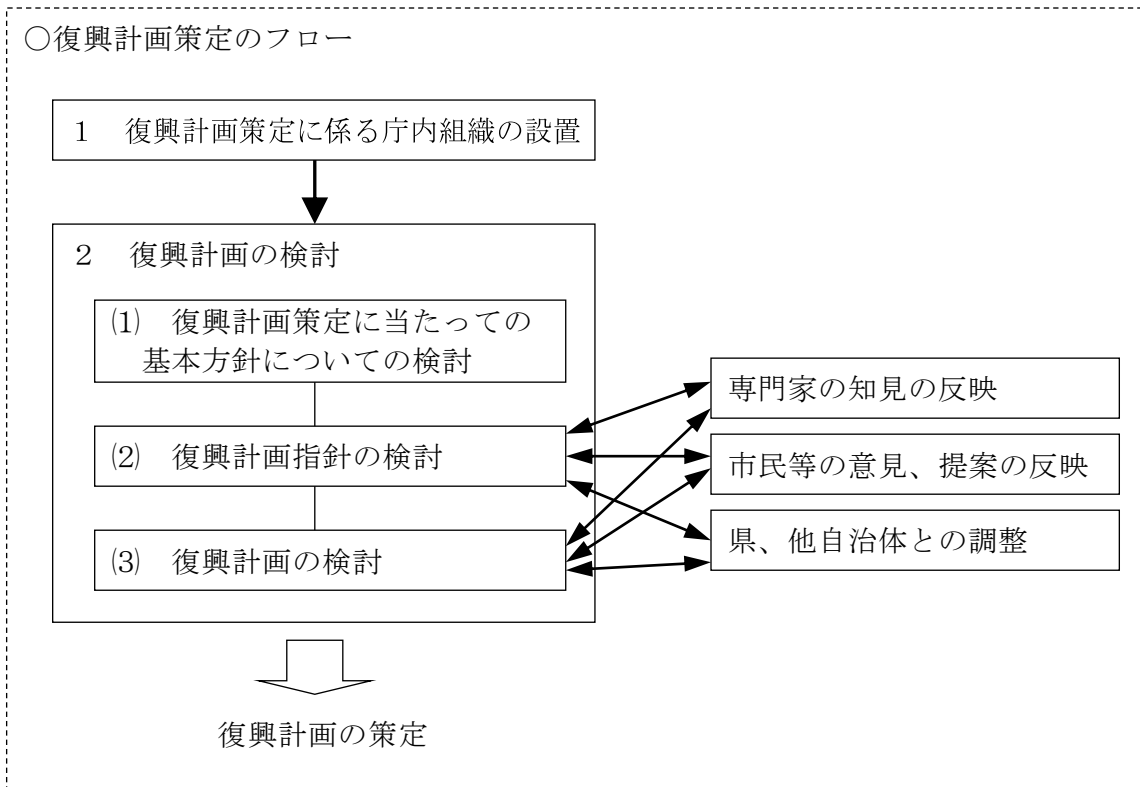 ○復興計画策定のフロー
１　復興計画策定に係る庁内組織の設置
２　復興計画の検討
⑴　復興計画策定に当たっての
基本方針についての検討
⑵　復興計画指針の検討
⑶　復興計画の検討
専門家の知見の反映
市民等の意見、提案の反映
県、他自治体との調整
復興計画の策定